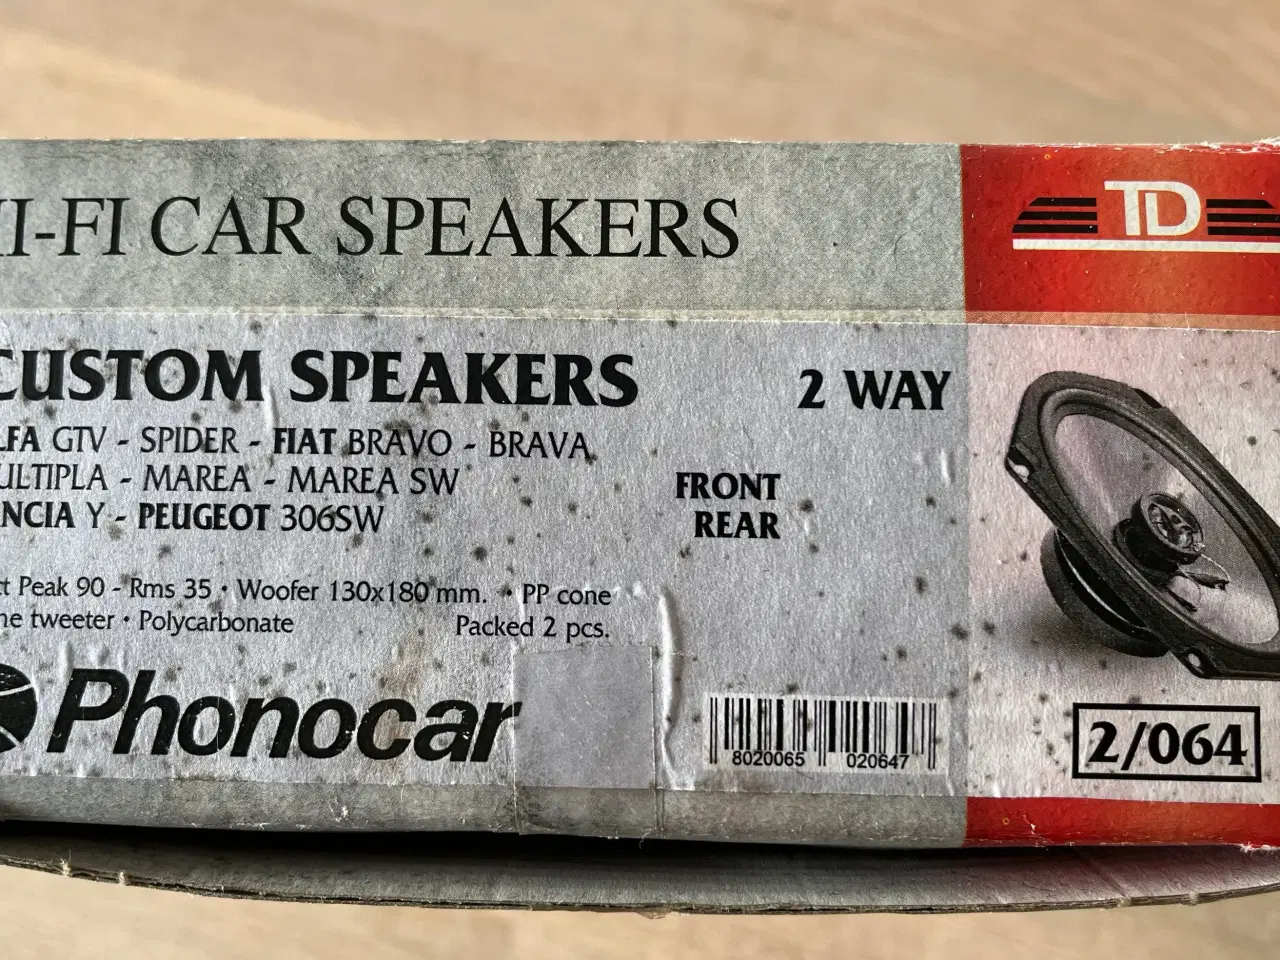 HI-FI CAR SPEAKERS
TD
CUSTOM SPEAKERS
2 WAY
LFA GTV - SPIDER - FIAT BRAVO - BRAVA
ULTIPLA - MAREA - MAREA SW
NCIA Y - PEUGEOT 306SW
FRONT
REAR
tt Peak 90 - Rms 35 • Woofer 130x180 mm. • PP cone
ne tweeter • Polycarbonate Packed 2 pcs.
Phonocar
8020065 020647
2/064